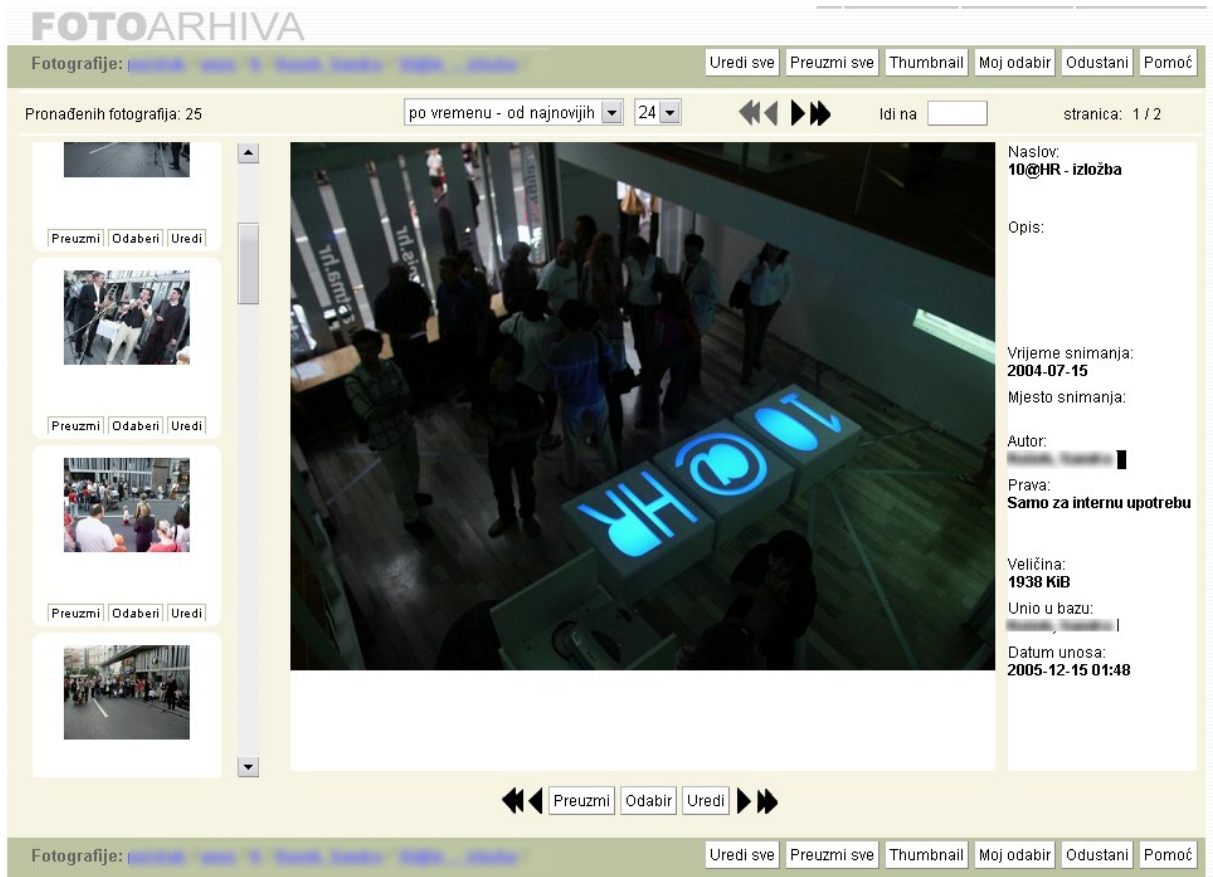 FOTOARHIVA
Fotografije:
Uredi sve Preuzmi sve Thumbnail Moj odabir Odustani Pomoć
Pronađenih fotografija: 25
po vremenu - od najnovijih 24 Idi na stranica: 1 / 2
Preuzmi Odaberi Uredi
Preuzmi Odaberi Uredi
Preuzmi Odaberi Uredi
10@HR
Naslov:
10@HR - izložba
Opis:
Vrijeme snimanja:
2004-07-15
Mjesto snimanja:
Autor:
Prava:
Samo za internu upotrebu
Veličina:
1938 KiB
Unio u bazu:
Datum unosa:
2005-12-15 01:48
Preuzmi Odabir Uredi
Fotografije:
Uredi sve Preuzmi sve Thumbnail Moj odabir Odustani Pomoć